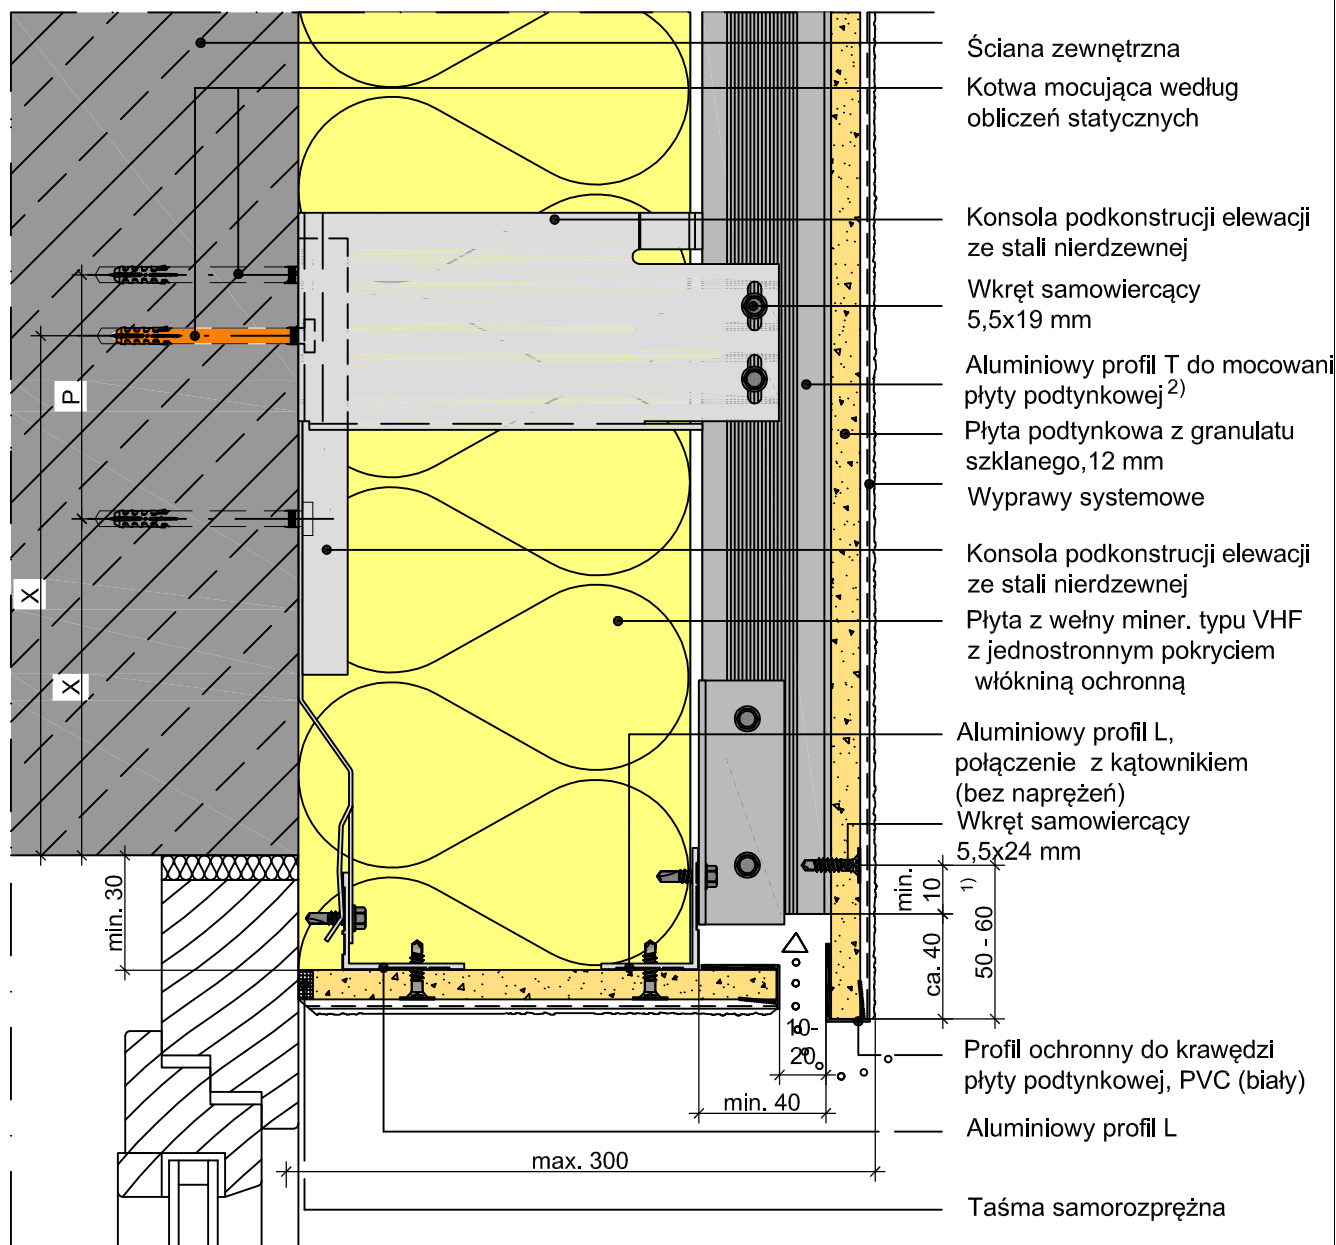 Ściana zewnętrzna
Kotwa mocująca według
obliczeń statycznych
Konsola podkonstrucji elewacji
ze stali nierdzewnej
Wkręt samowiercący
5,5x19 mm
Aluminiowy profil T do mocowani
płyty podtynkowej 2)
Płyta podtynkowa z granulatu
szklanego,12 mm
Wyprawy systemowe
Konsola podkonstrucji elewacji
ze stali nierdzewnej
Płyta z wełny miner. typu VHF
z jednostronnym pokryciem
włókniną ochronną
Aluminiowy profil L,
połączenie z kątownikiem
(bez naprężeń)
Wkręt samowiercący
5,5x24 mm
Profil ochronny do krawędzi
płyty podtynkowej, PVC (biały)
Aluminiowy profil L
Taśma samorozprężna
P
X
X
min. 30
min. 10
ca. 40
50 - 60 1)
10-
20
min. 40
max. 300